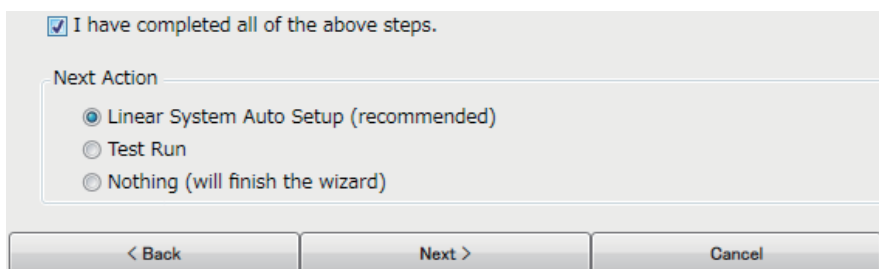 I have completed all of the above steps.
Next Action
Linear System Auto Setup (recommended)
Test Run
Nothing (will finish the wizard)
< Back Next > Cancel